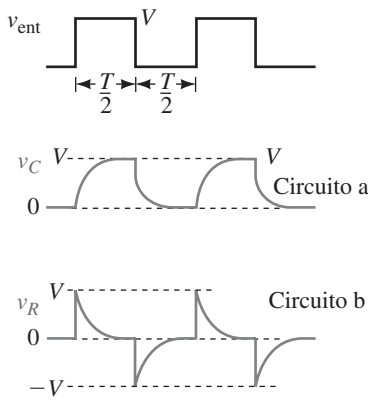 v_ent V
T/2 T/2
v_C V V
Circuito a
0
V Circuito b
v_R
0
−V